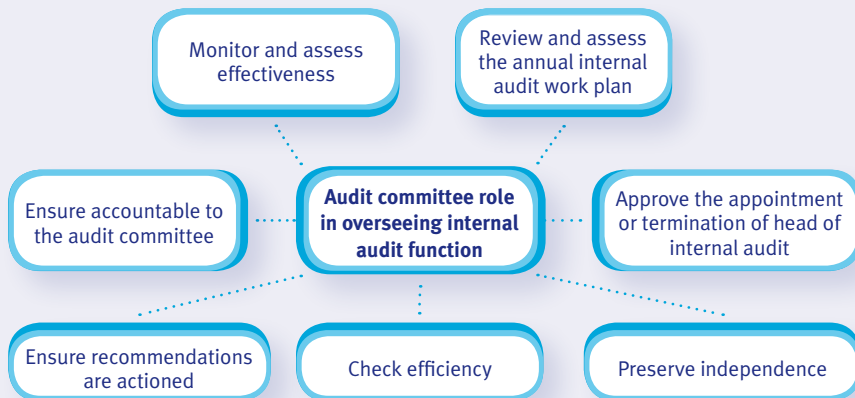 Monitor and assess
effectiveness
Review and assess
the annual internal
audit work plan
Ensure accountable to
the audit committee
Audit committee role
in overseeing internal
audit function
Approve the appointment
or termination of head of
internal audit
Ensure recommendations
are actioned
Check efficiency
Preserve independence